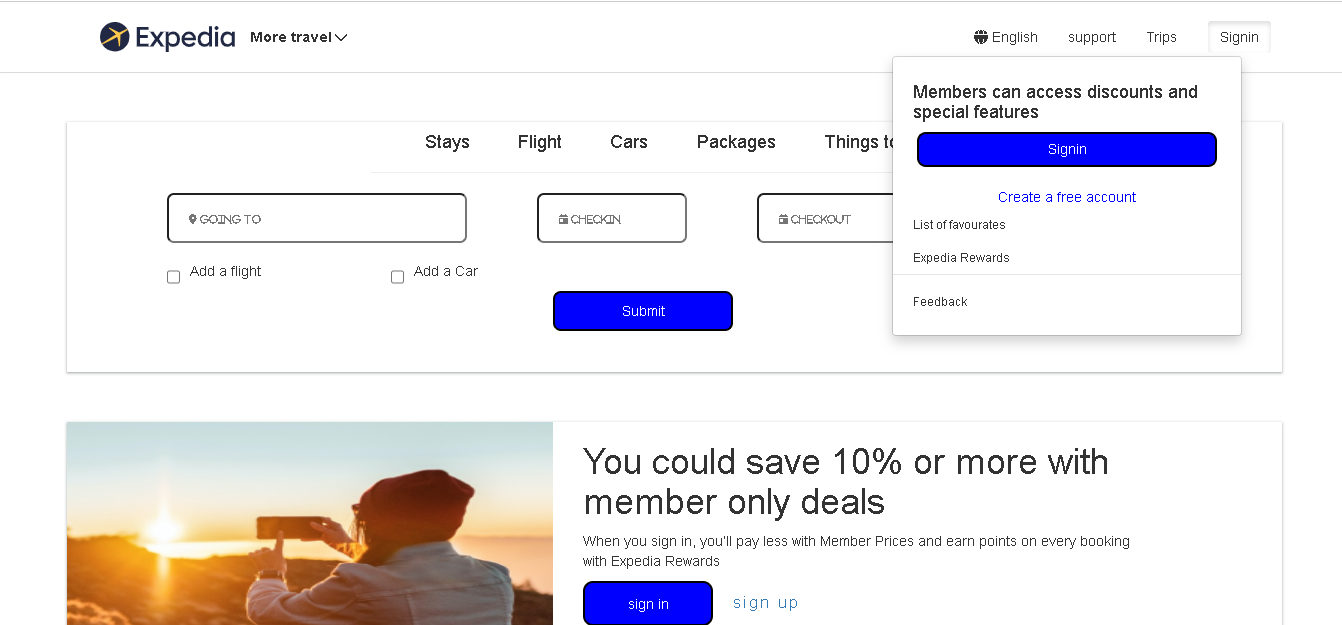 Expedia More travel English support Trips Signin
Members can access discounts and
special features
Signin
Create a free account
List of favourates
Expedia Rewards
Feedback
Stays Flight Cars Packages Things to
GOING TO CHECKIN CHECKOUT
Add a flight Add a Car
Submit
You could save 10% or more with
member only deals
When you sign in, you'll pay less with Member Prices and earn points on every booking
with Expedia Rewards
sign in sign up